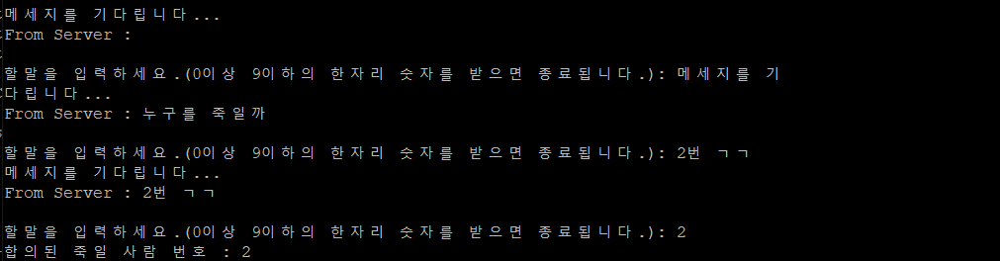 메세지를 기다립니다...
From Server :
할말을 입력하세요.(0이상 9이하의 한자리 숫자를 받으면 종료됩니다.): 메세지를 기
다립니다...
From Server : 누구를 죽일까
할말을 입력하세요.(0이상 9이하의 한자리 숫자를 받으면 종료됩니다.): 2번 ㄱㄱ
메세지를 기다립니다...
From Server : 2번 ㄱㄱ
할말을 입력하세요.(0이상 9이하의 한자리 숫자를 받으면 종료됩니다.): 2
합의된 죽일 사람 번호 : 2